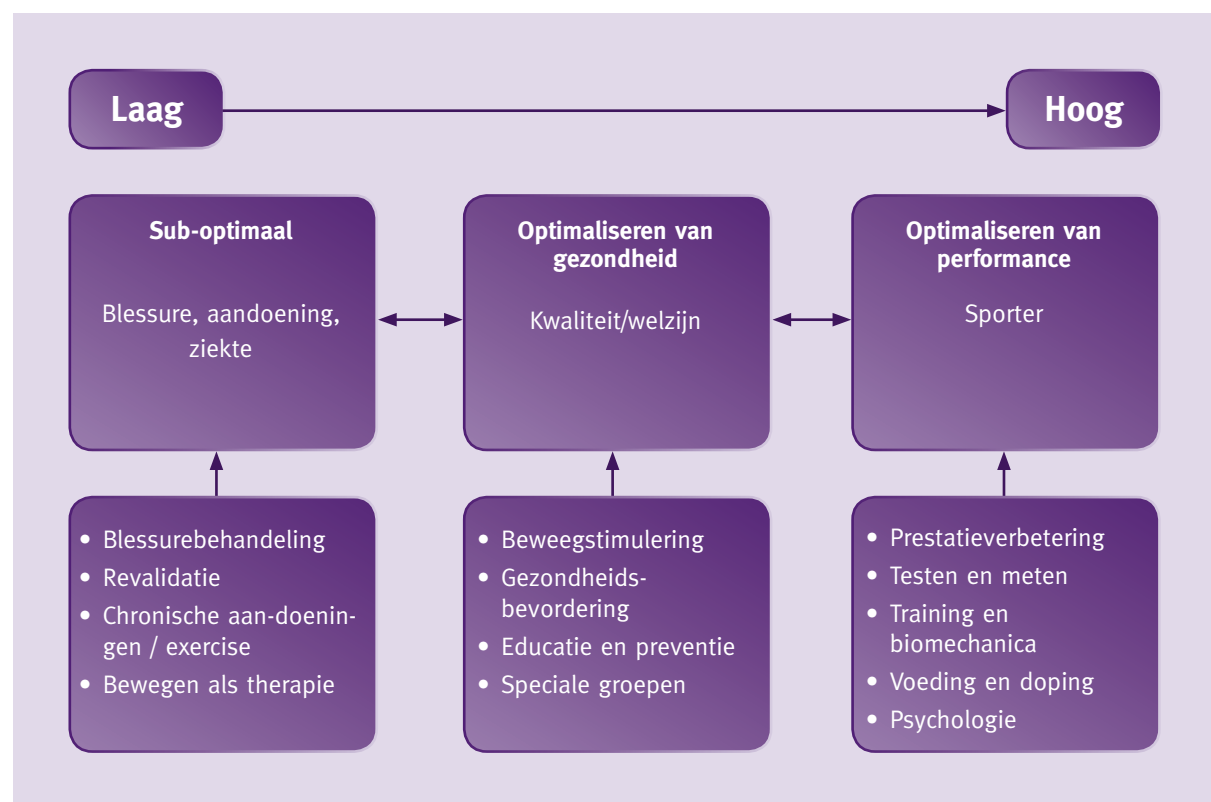 Laag
Hoog
Sub-optimaal
Blessure, aandoening,
ziekte
Optimaliseren van
gezondheid
Kwaliteit/welzijn
Optimaliseren van
performance
Sporter
• Blessurebehandeling
• Revalidatie
• Chronische aan-doenin-
gen / exercise
• Bewegen als therapie
• Beweegstimulering
• Gezondheids-
bevordering
• Educatie en preventie
• Speciale groepen
• Prestatieverbetering
• Testen en meten
• Training en
biomechanica
• Voeding en doping
• Psychologie